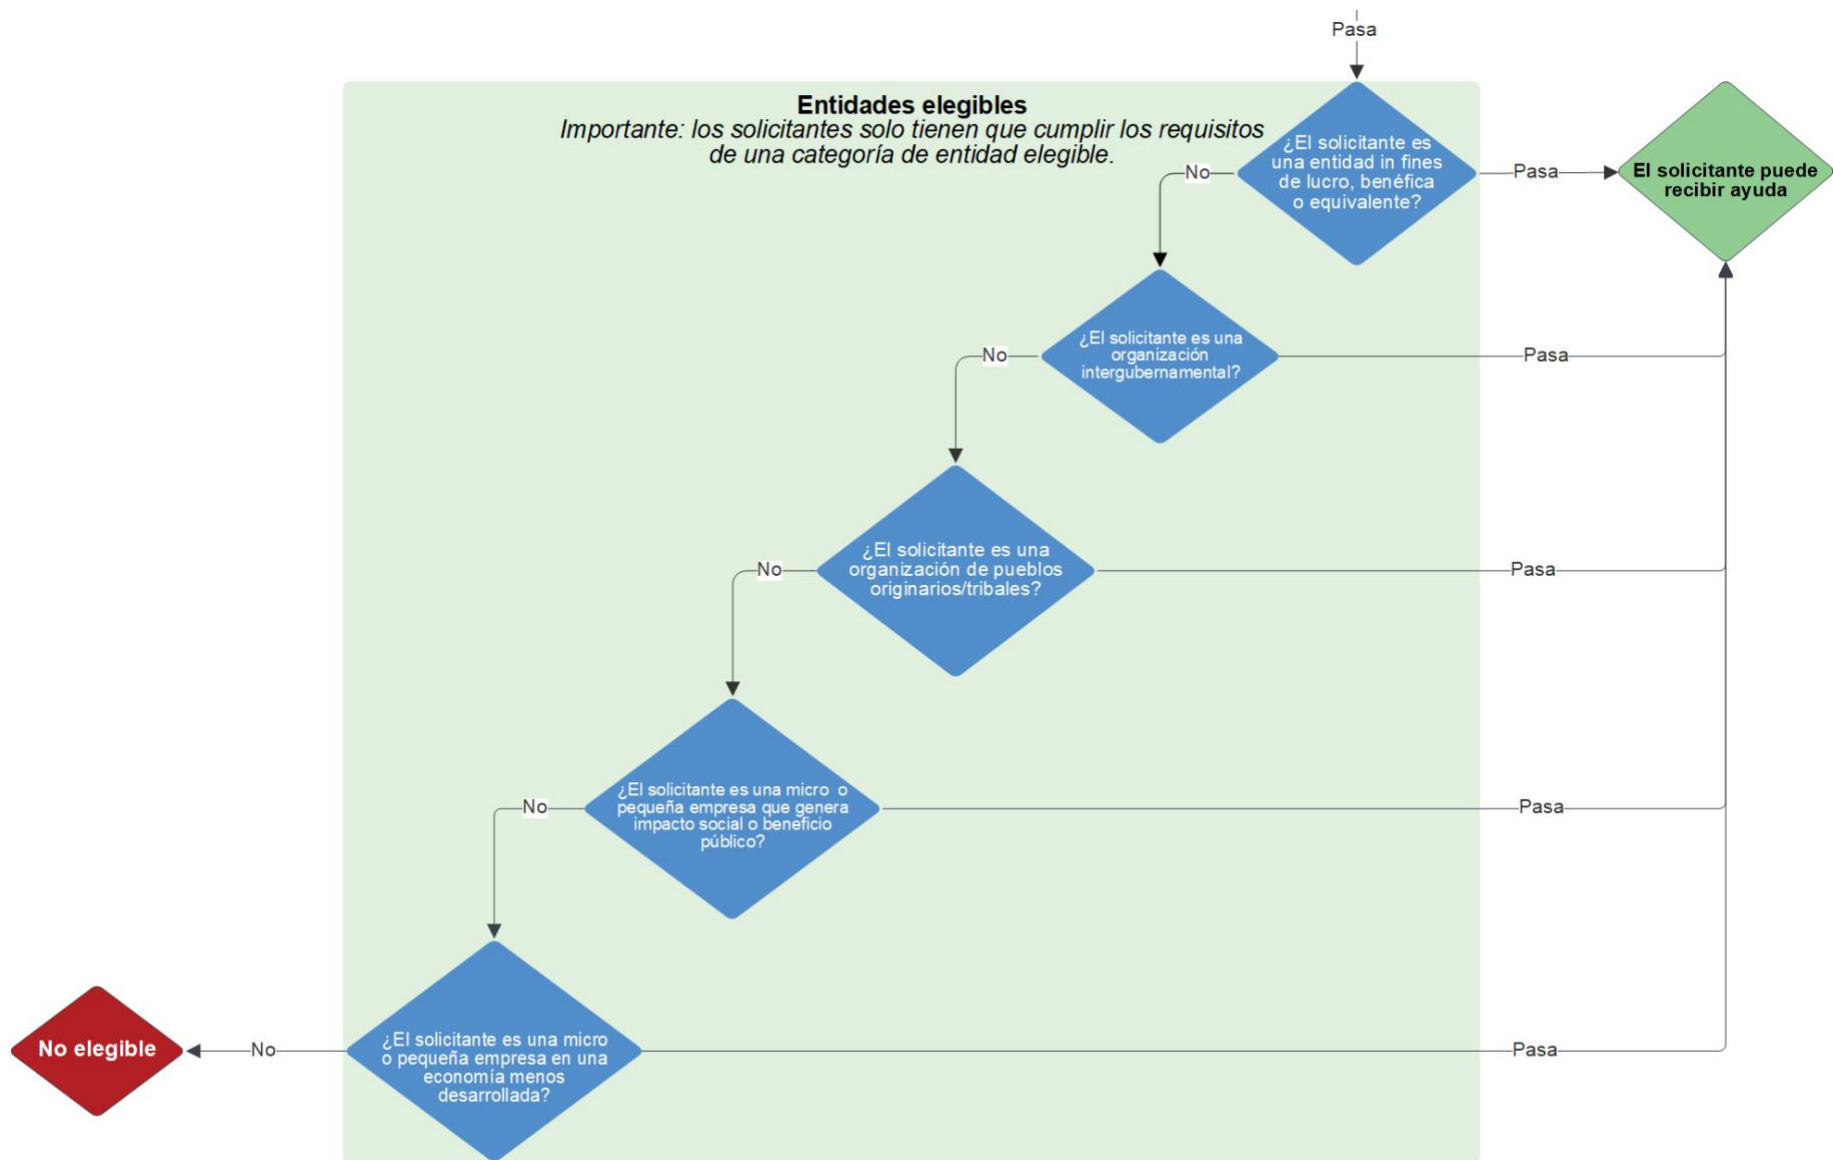 Pasa
Entidades elegibles
Importante: los solicitantes solo tienen que cumplir los requisitos
de una categoría de entidad elegible.
¿El solicitante es
una entidad in fines
de lucro, benéfica
o equivalente?
No
Pasa
El solicitante puede
recibir ayuda
¿El solicitante es una
organización
intergubernamental?
No
Pasa
¿El solicitante es una
organización de pueblos
originarios/tribales?
No
Pasa
¿El solicitante es una micro o
pequeña empresa que genera
impacto social o beneficio
público?
No
Pasa
¿El solicitante es una micro
o pequeña empresa en una
economía menos
desarrollada?
No
Pasa
No elegible